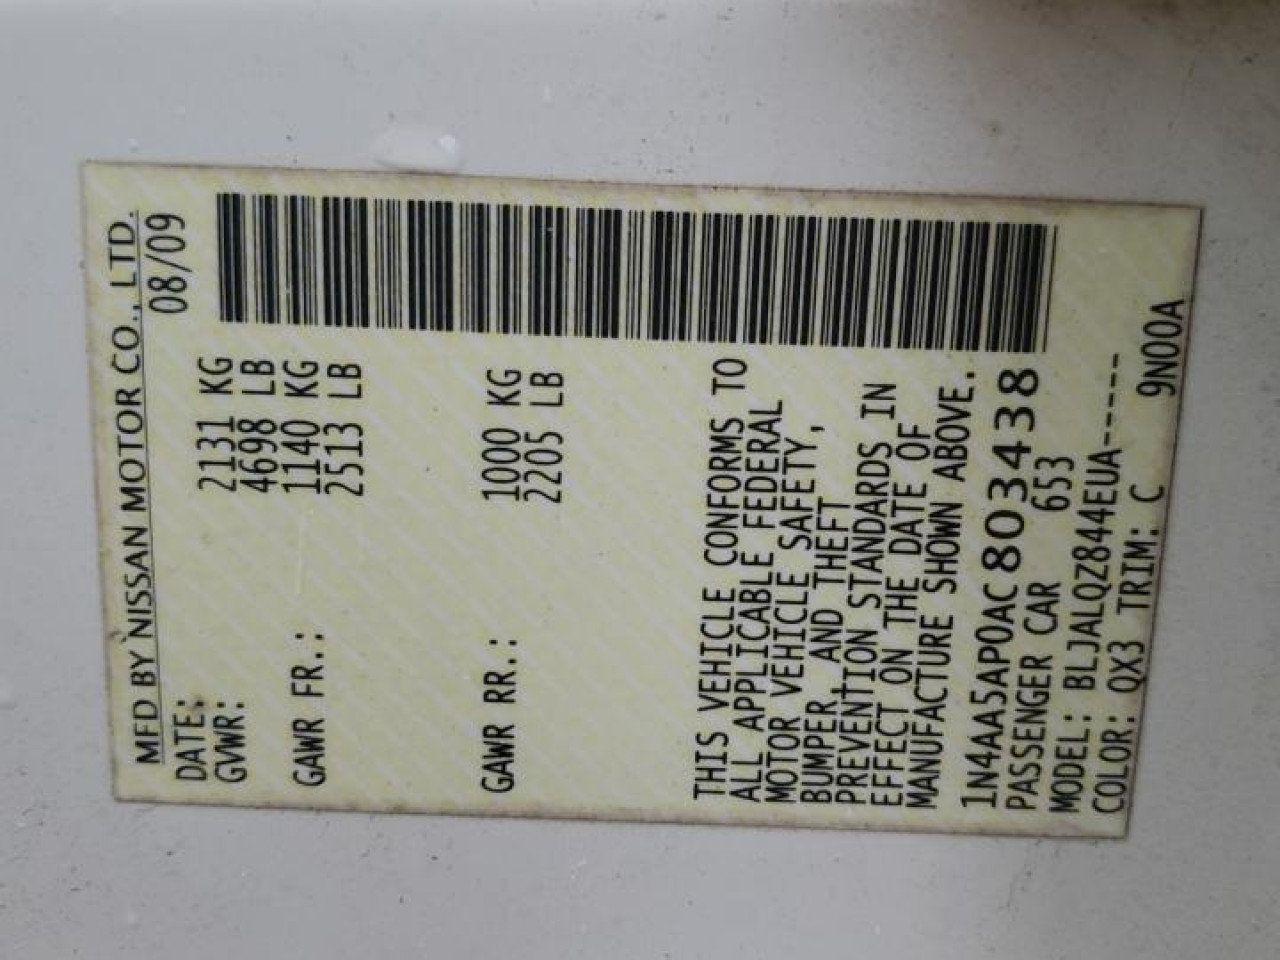 MFD BY NISSAN MOTOR CO., LTD.
DATE: 08/09
GVWR: 2131 KG
4698 LB
GAWR FR.: 1140 KG
2513 LB
GAWR RR.: 1000 KG
2205 LB
THIS VEHICLE CONFORMS TO
ALL APPLICABLE FEDERAL
MOTOR VEHICLE SAFETY,
BUMPER, AND THEFT
PREVENTION STANDARDS IN
EFFECT ON THE DATE OF
MANUFACTURE SHOWN ABOVE.
1N4AA5AP0AC803438
PASSENGER CAR 653
MODEL: BLJALQZ844EUA-----
COLOR: QX3 TRIM: C 9N00A